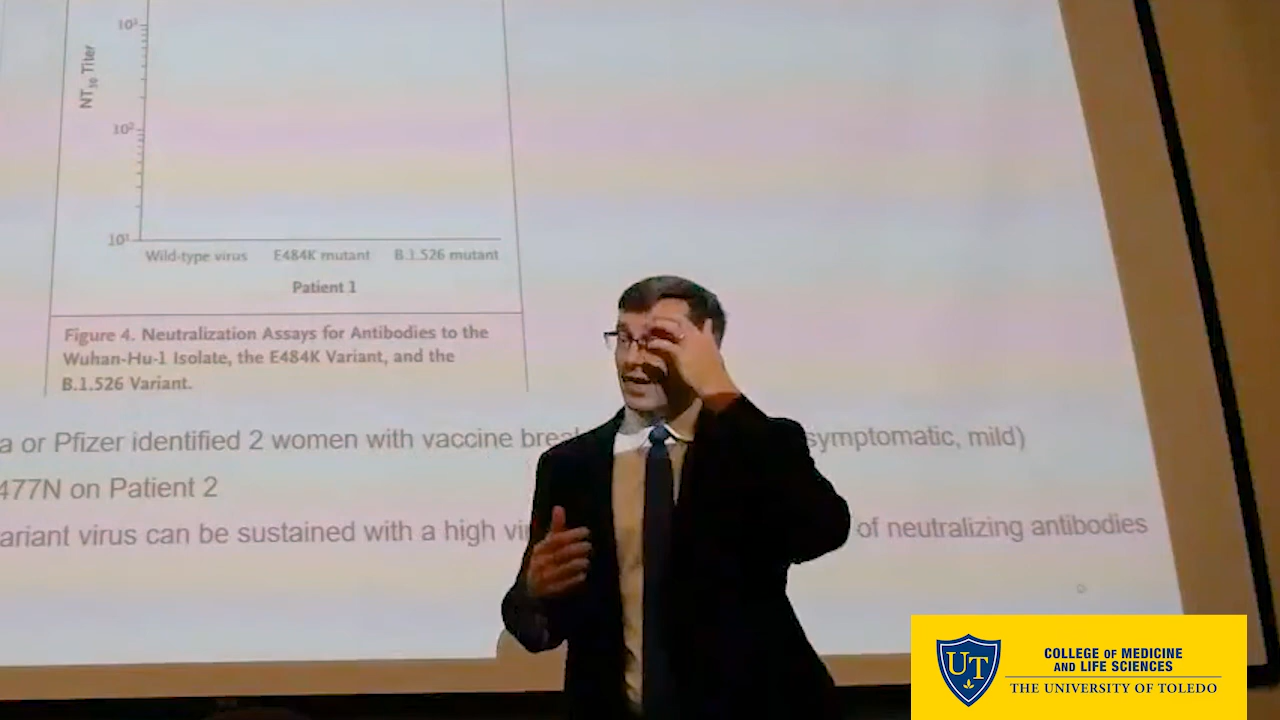 10³
NT₅₀ Titer
10²
10¹
Wild-type virus E484K mutant B.1.526 mutant
Patient 1
Figure 4. Neutralization Assays for Antibodies to the
Wuhan-Hu-1 Isolate, the E484K Variant, and the
B.1.526 Variant.
a or Pfizer identified 2 women with vaccine brea symptomatic, mild)
477N on Patient 2
ariant virus can be sustained with a high vi of neutralizing antibodies
UT
COLLEGE OF MEDICINE
AND LIFE SCIENCES
THE UNIVERSITY OF TOLEDO